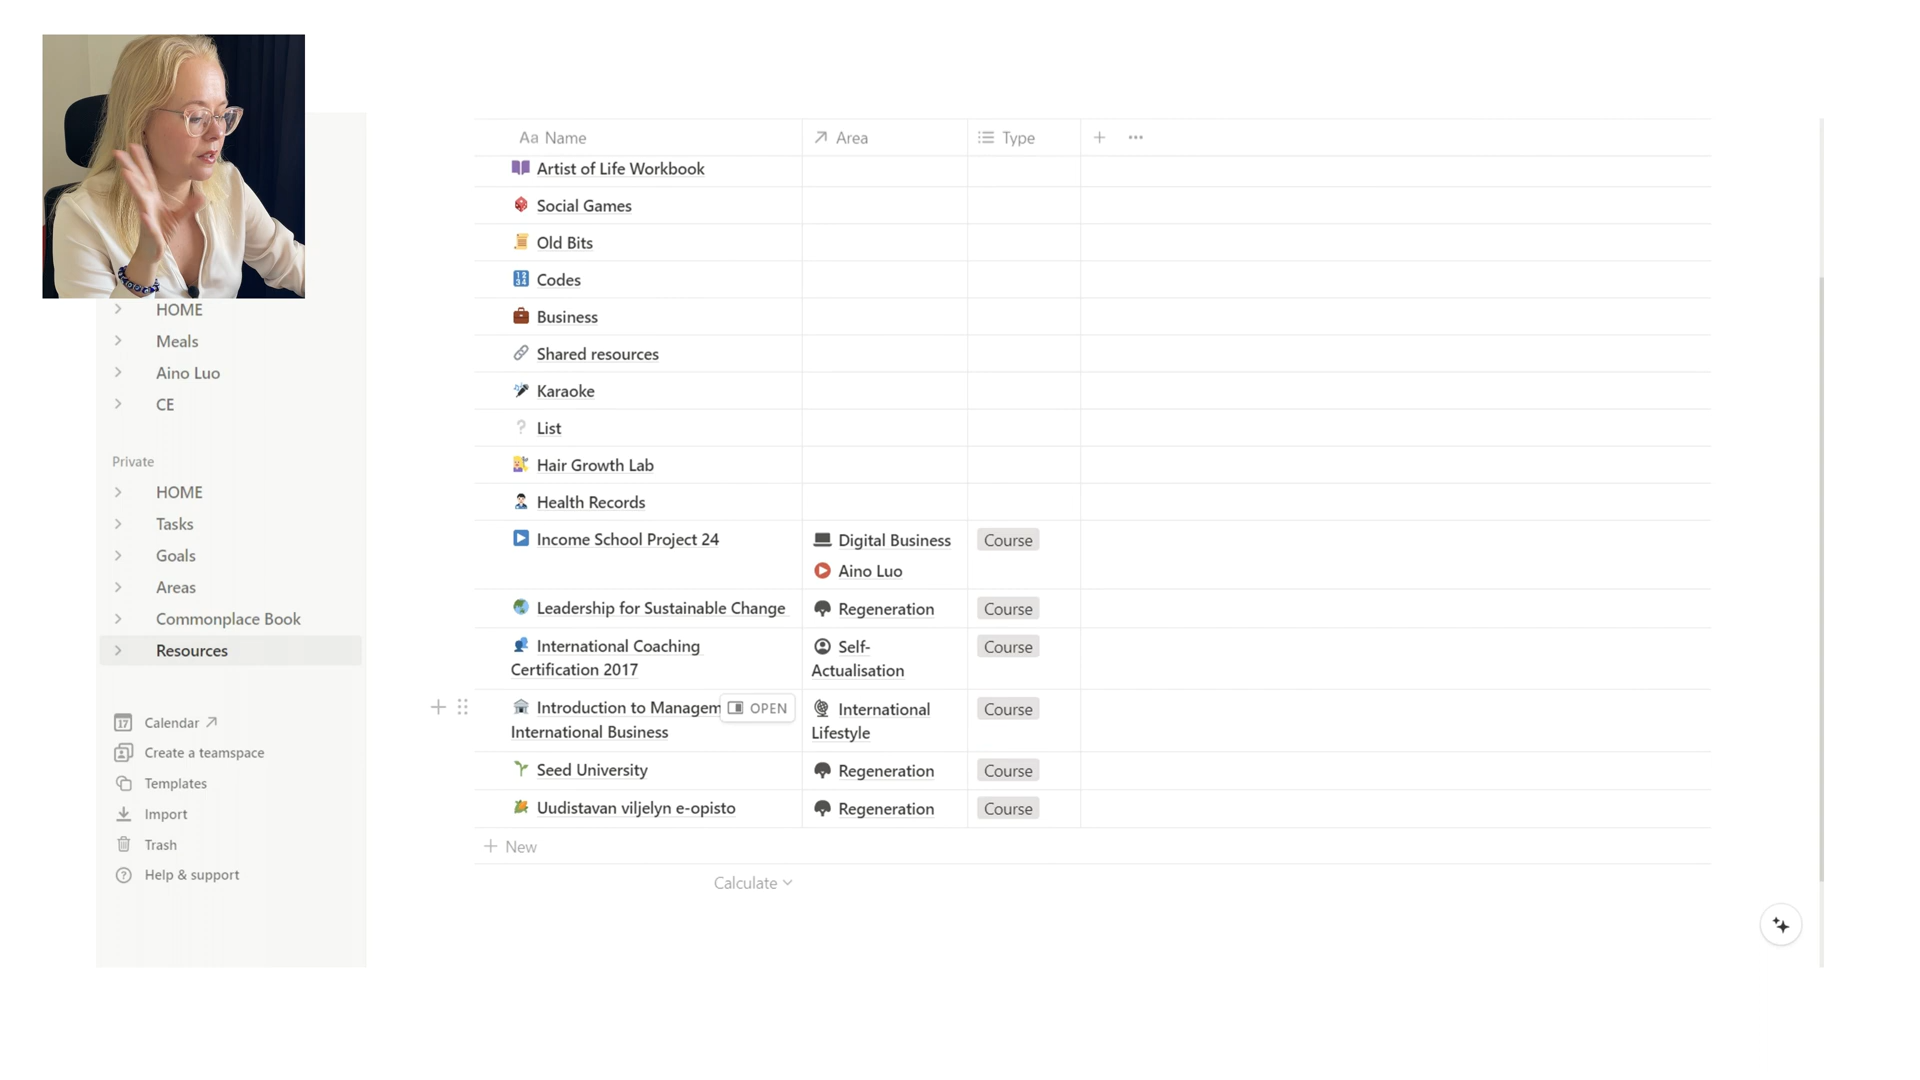 HOME
Meals
Aino Luo
CE
Private
HOME
Tasks
Goals
Areas
Commonplace Book
Resources
17 Calendar ↗
Create a teamspace
Templates
Import
Trash
? Help & support
Aa Name ↗ Area Type + •••
Artist of Life Workbook
Social Games
Old Bits
1234 Codes
Business
Shared resources
Karaoke
? List
Hair Growth Lab
Health Records
Income School Project 24 Digital Business Course
Aino Luo
Leadership for Sustainable Change Regeneration Course
International Coaching Self- Course
Certification 2017 Actualisation
Introduction to Managem OPEN International Course
International Business Lifestyle
Seed University Regeneration Course
Uudistavan viljelyn e-opisto Regeneration Course
+ New
Calculate